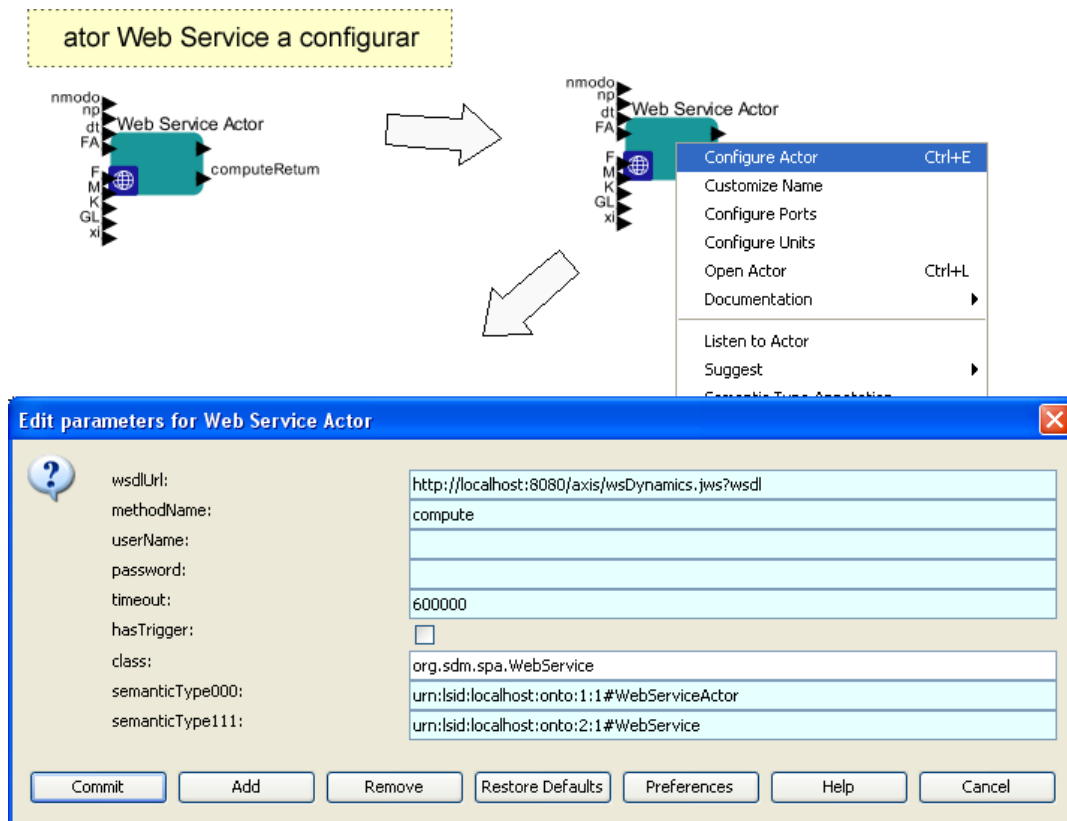 ator Web Service a configurar
nmodo
np
dt
FA
Web Service Actor
F
M
K
GL
xi
computeReturn
nmodo
np
dt
FA
Web Service Actor
F
M
K
GL
xi
Configure Actor Ctrl+E
Customize Name
Configure Ports
Configure Units
Open Actor Ctrl+L
Documentation
Listen to Actor
Suggest
Semantic Type Annotation
Edit parameters for Web Service Actor
wsdlUrl: http://localhost:8080/axis/wsDynamics.jws?wsdl
methodName: compute
userName:
password:
timeout: 600000
hasTrigger:
class: org.sdm.spa.WebService
semanticType000: urn:lsid:localhost:onto:1:1#WebServiceActor
semanticType111: urn:lsid:localhost:onto:2:1#WebService
Commit Add Remove Restore Defaults Preferences Help Cancel